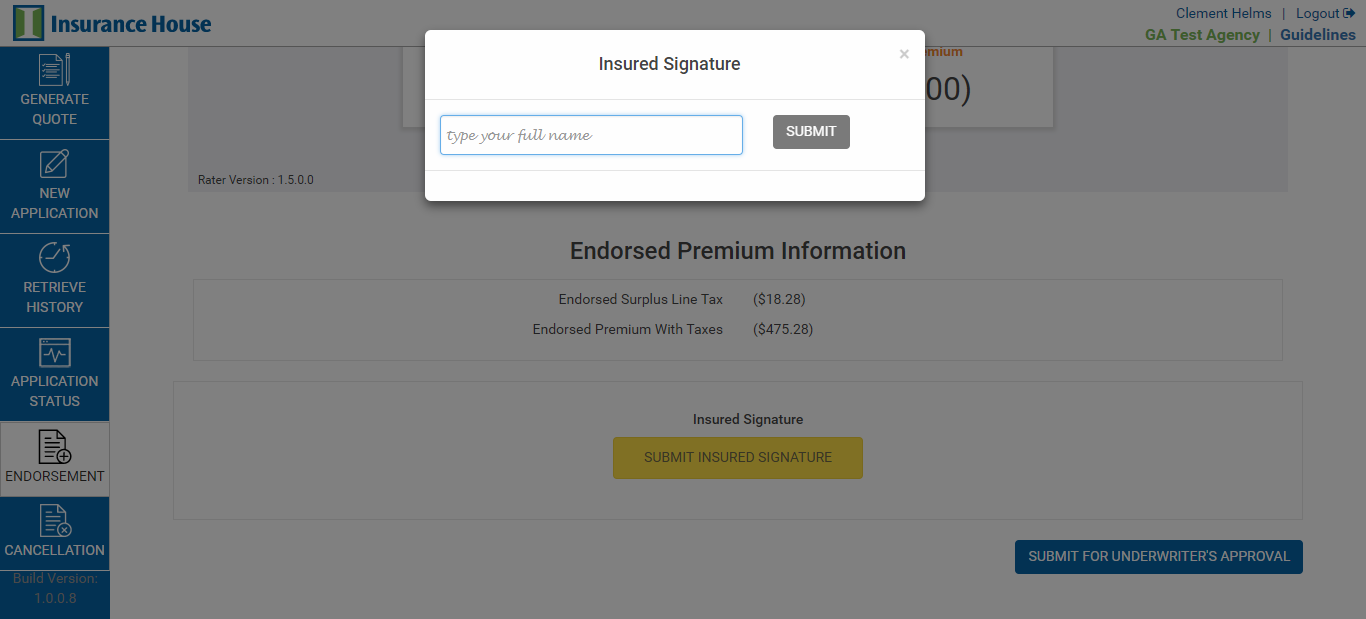 Insurance House
Clement Helms | Logout
GA Test Agency | Guidelines
GENERATE
QUOTE
NEW
APPLICATION
RETRIEVE
HISTORY
APPLICATION
STATUS
ENDORSEMENT
CANCELLATION
Build Version:
1.0.0.8
Insured Signature
×
type your full name
SUBMIT
mium
00)
Rater Version : 1.5.0.0
Endorsed Premium Information
Endorsed Surplus Line Tax ($18.28)
Endorsed Premium With Taxes ($475.28)
Insured Signature
SUBMIT INSURED SIGNATURE
SUBMIT FOR UNDERWRITER'S APPROVAL